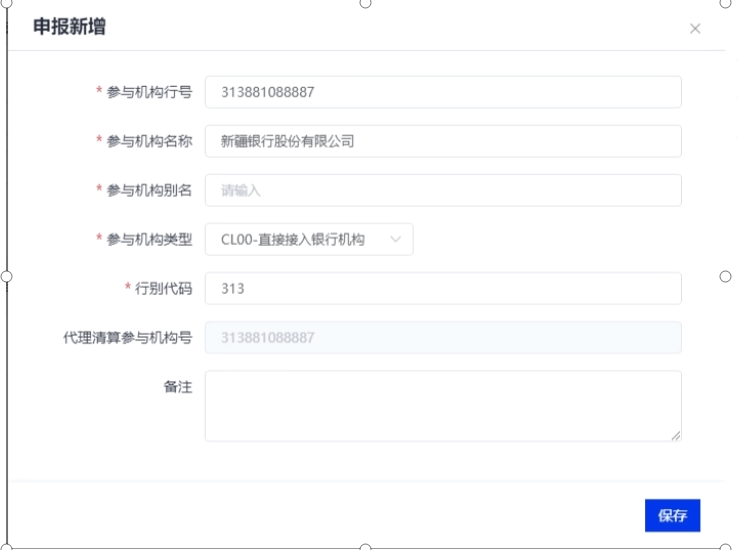 申报新增
* 参与机构行号 313881088887
* 参与机构名称 新疆银行股份有限公司
* 参与机构别名 请输入
* 参与机构类型 CL00-直接接入银行机构
* 行别代码 313
代理清算参与机构号 313881088887
备注
保存